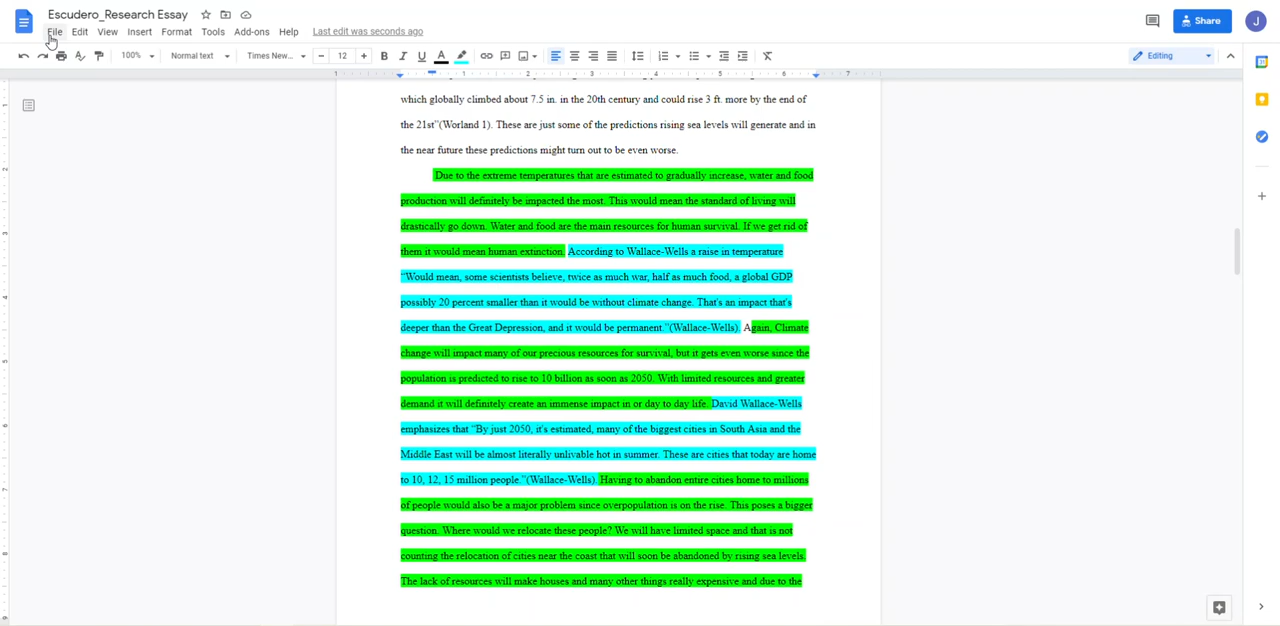 Escudero_Research Essay
File Edit View Insert Format Tools Add-ons Help Last edit was seconds ago
Share
J
100% Normal text Times New... 12 B I U A Editing
1 1 2 3 4 5 6 7
which globally climbed about 7.5 in. in the 20th century and could rise 3 ft. more by the end of
the 21st”(Worland 1). These are just some of the predictions rising sea levels will generate and in
the near future these predictions might turn out to be even worse.
Due to the extreme temperatures that are estimated to gradually increase, water and food
production will definitely be impacted the most. This would mean the standard of living will
drastically go down. Water and food are the main resources for human survival. If we get rid of
them it would mean human extinction. According to Wallace-Wells a raise in temperature
“Would mean, some scientists believe, twice as much war, half as much food, a global GDP
possibly 20 percent smaller than it would be without climate change. That's an impact that's
deeper than the Great Depression, and it would be permanent.”(Wallace-Wells). Again, Climate
change will impact many of our precious resources for survival, but it gets even worse since the
population is predicted to rise to 10 billion as soon as 2050. With limited resources and greater
demand it will definitely create an immense impact in or day to day life. David Wallace-Wells
emphasizes that “By just 2050, it's estimated, many of the biggest cities in South Asia and the
Middle East will be almost literally unlivable hot in summer. These are cities that today are home
to 10, 12, 15 million people.”(Wallace-Wells). Having to abandon entire cities home to millions
of people would also be a major problem since overpopulation is on the rise. This poses a bigger
question. Where would we relocate these people? We will have limited space and that is not
counting the relocation of cities near the coast that will soon be abandoned by rising sea levels.
The lack of resources will make houses and many other things really expensive and due to the